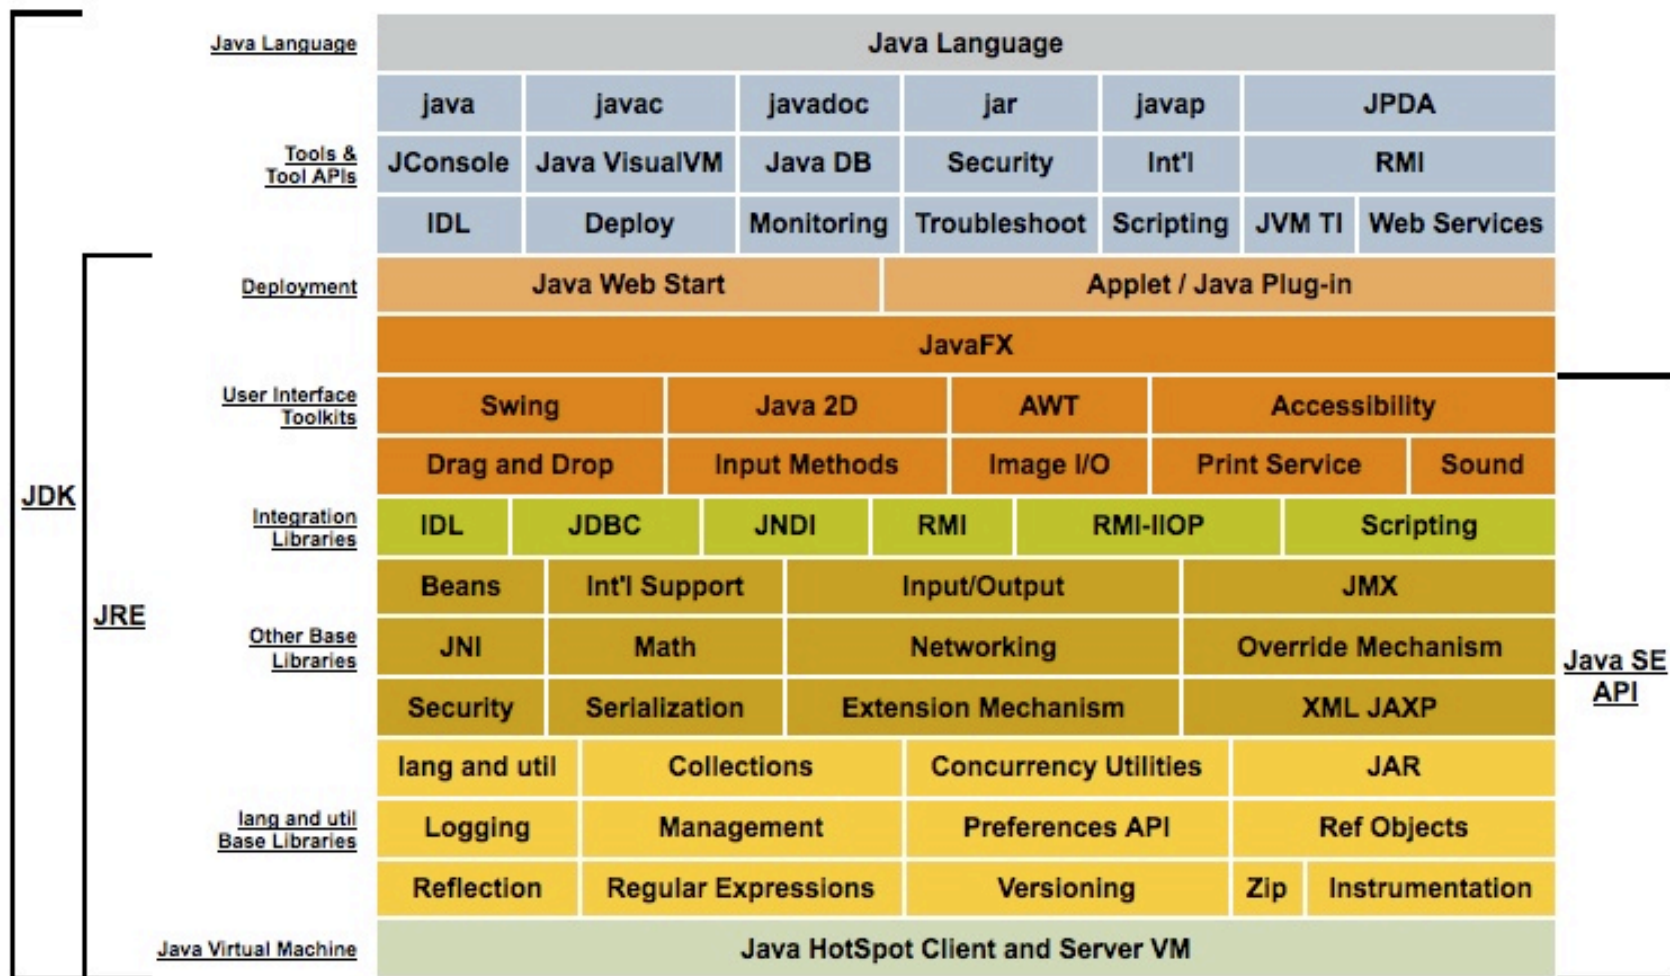 Java Language
Java Language
java javac javadoc jar javap JPDA
Tools &
Tool APIs
JConsole Java VisualVM Java DB Security Int'l RMI
IDL Deploy Monitoring Troubleshoot Scripting JVM TI Web Services
Deployment
Java Web Start Applet / Java Plug-in
JavaFX
User Interface
Toolkits
Swing Java 2D AWT Accessibility
Drag and Drop Input Methods Image I/O Print Service Sound
JDK
Integration
Libraries
IDL JDBC JNDI RMI RMI-IIOP Scripting
Beans Int'l Support Input/Output JMX
JRE
Other Base
Libraries
JNI Math Networking Override Mechanism
Java SE
API
Security Serialization Extension Mechanism XML JAXP
lang and util Collections Concurrency Utilities JAR
lang and util
Base Libraries
Logging Management Preferences API Ref Objects
Reflection Regular Expressions Versioning Zip Instrumentation
Java Virtual Machine
Java HotSpot Client and Server VM